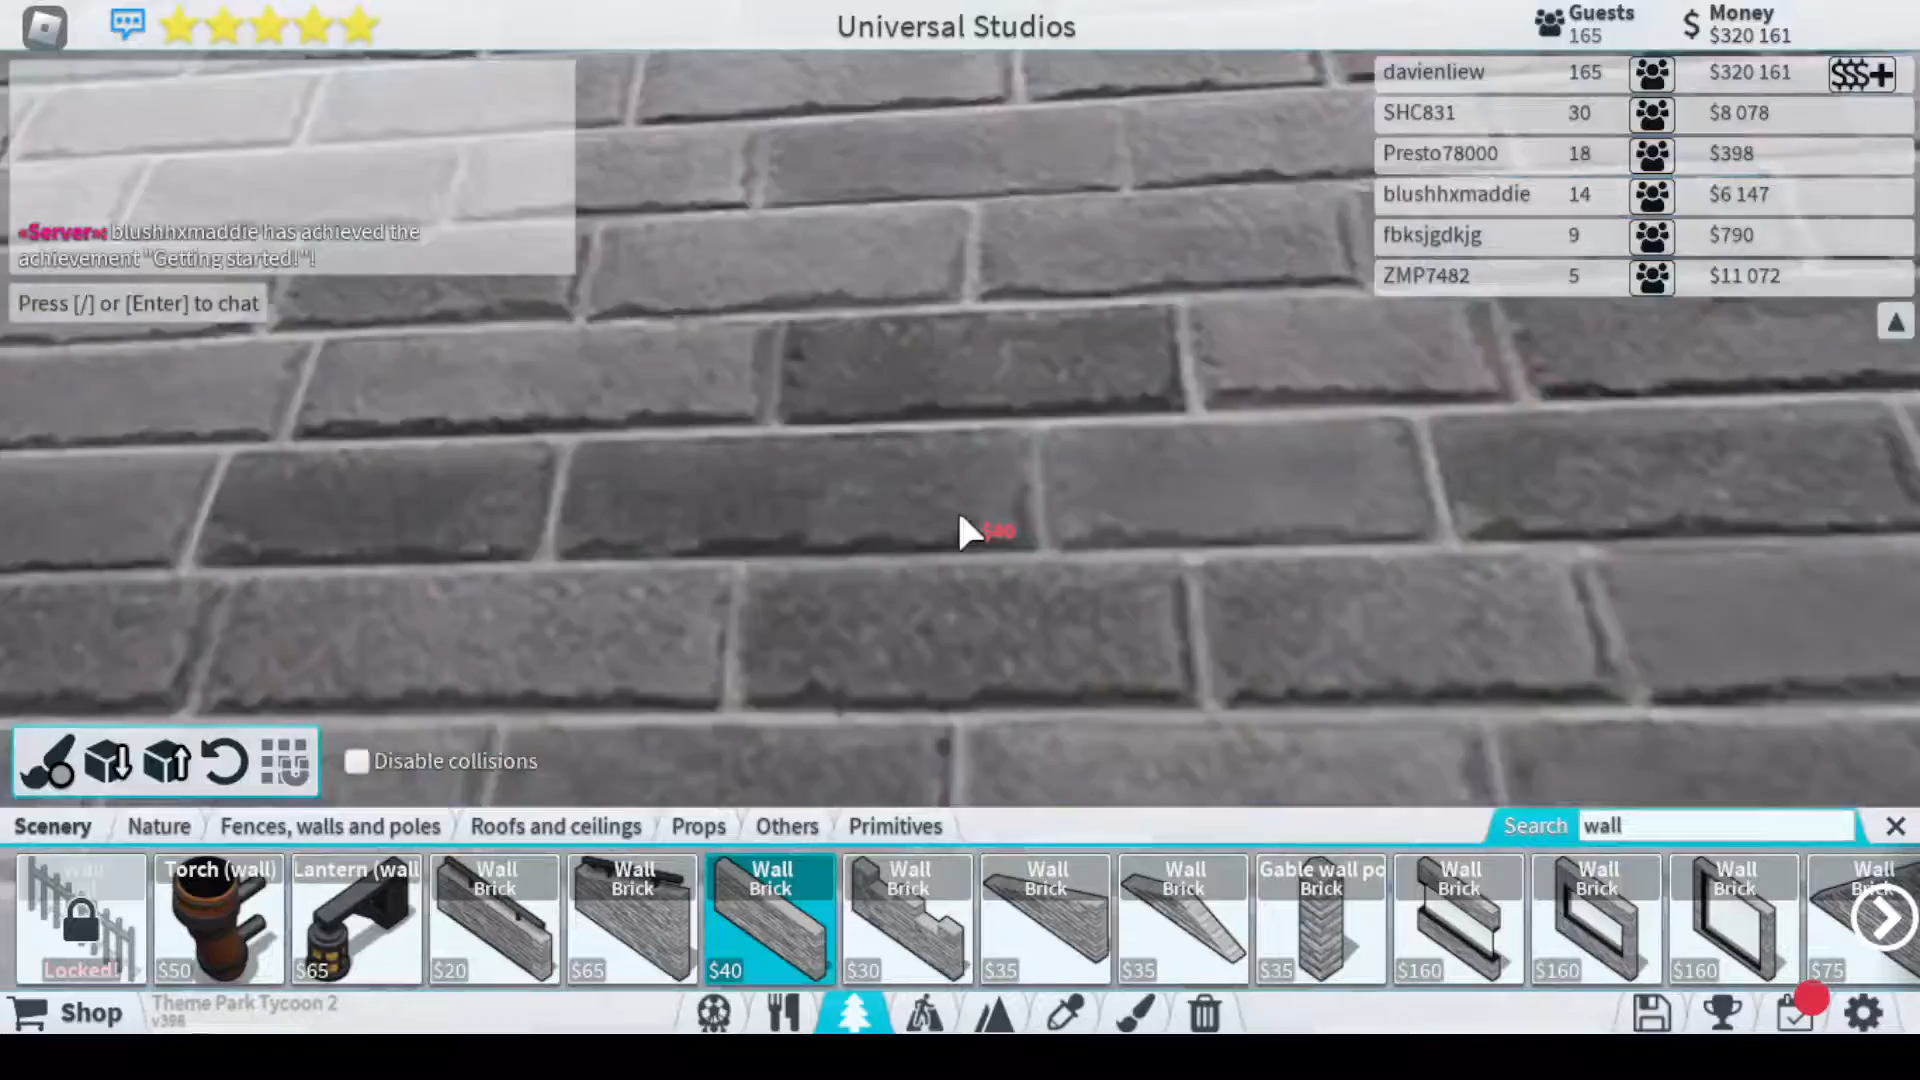 Universal Studios
Guests
165
Money
$320 161
davienliew 165 $320 161
SHC831 30 $8 078
Presto78000 18 $398
blushhxmaddie 14 $6 147
fbksjgdkjg 9 $790
ZMP7482 5 $11 072
«Server»: blushhxmaddie has achieved the
achievement "Getting started!"!
Press [/] or [Enter] to chat
$40
Disable collisions
Scenery Nature Fences, walls and poles Roofs and ceilings Props Others Primitives Search wall
Locked!
Torch (wall)
$50
Lantern (wall
$65
Wall
Brick
$20
Wall
Brick
$65
Wall
Brick
$40
Wall
Brick
$30
Wall
Brick
$35
Wall
Brick
$35
Gable wall po
Brick
$35
Wall
Brick
$160
Wall
Brick
$160
Wall
Brick
$160
Wall
Brick
$75
Shop
Theme Park Tycoon 2
v398